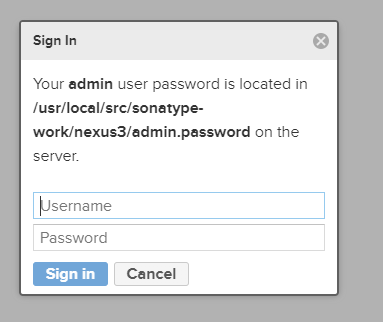 Sign In
Your admin user password is located in
/usr/local/src/sonatype-
work/nexus3/admin.password on the
server.
Username
Password
Sign in Cancel